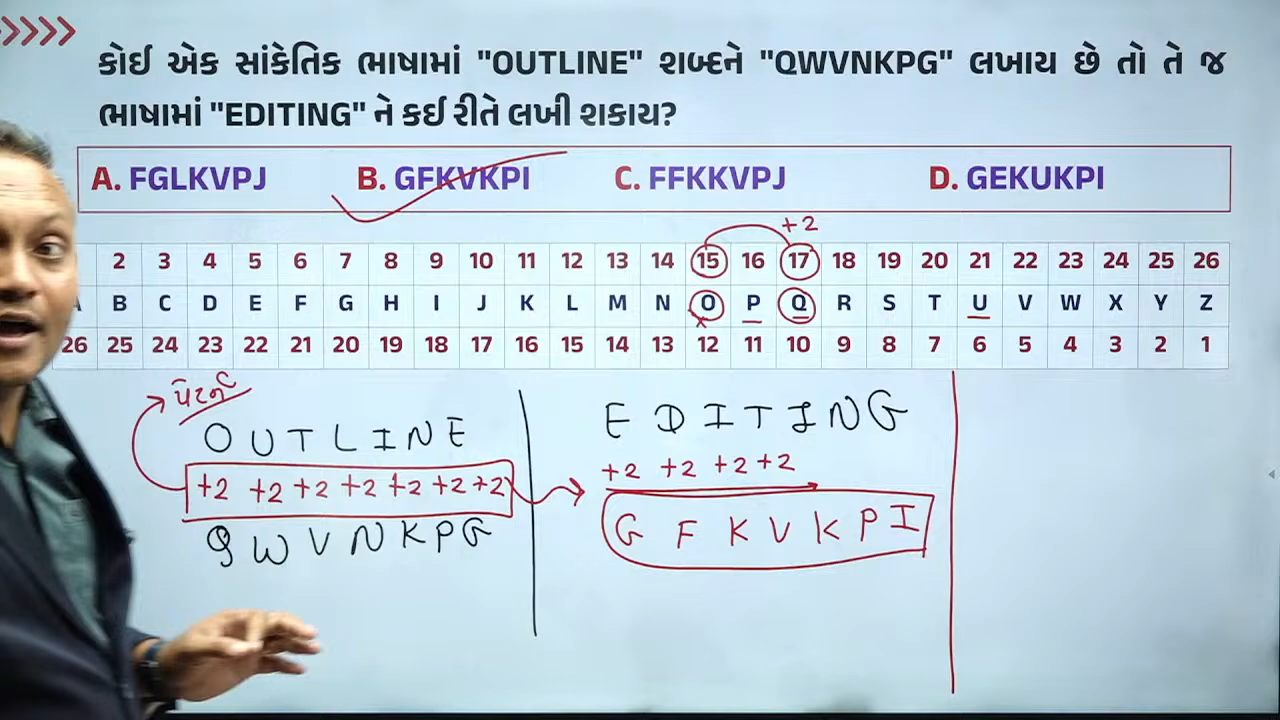 કોઈ એક સાંકેતિક ભાષામાં "OUTLINE" શબ્દને "QWVNKPG" લખાય છે તો તે જ
ભાષામાં "EDITING" ને કઈ રીતે લખી શકાય?
A. FGLKVPJ B. GFKVKPI C. FFKKVPJ D. GEKUKPI
+2
2 3 4 5 6 7 8 9 10 11 12 13 14 15 16 17 18 19 20 21 22 23 24 25 26
B C D E F G H I J K L M N O P Q R S T U V W X Y Z
26 25 24 23 22 21 20 19 18 17 16 15 14 13 12 11 10 9 8 7 6 5 4 3 2 1
પેટર્ન
OUTLINE
+2 +2 +2 +2 +2 +2 +2
QWVNKPG
EDITING
+2 +2 +2 +2
GFKVKPI